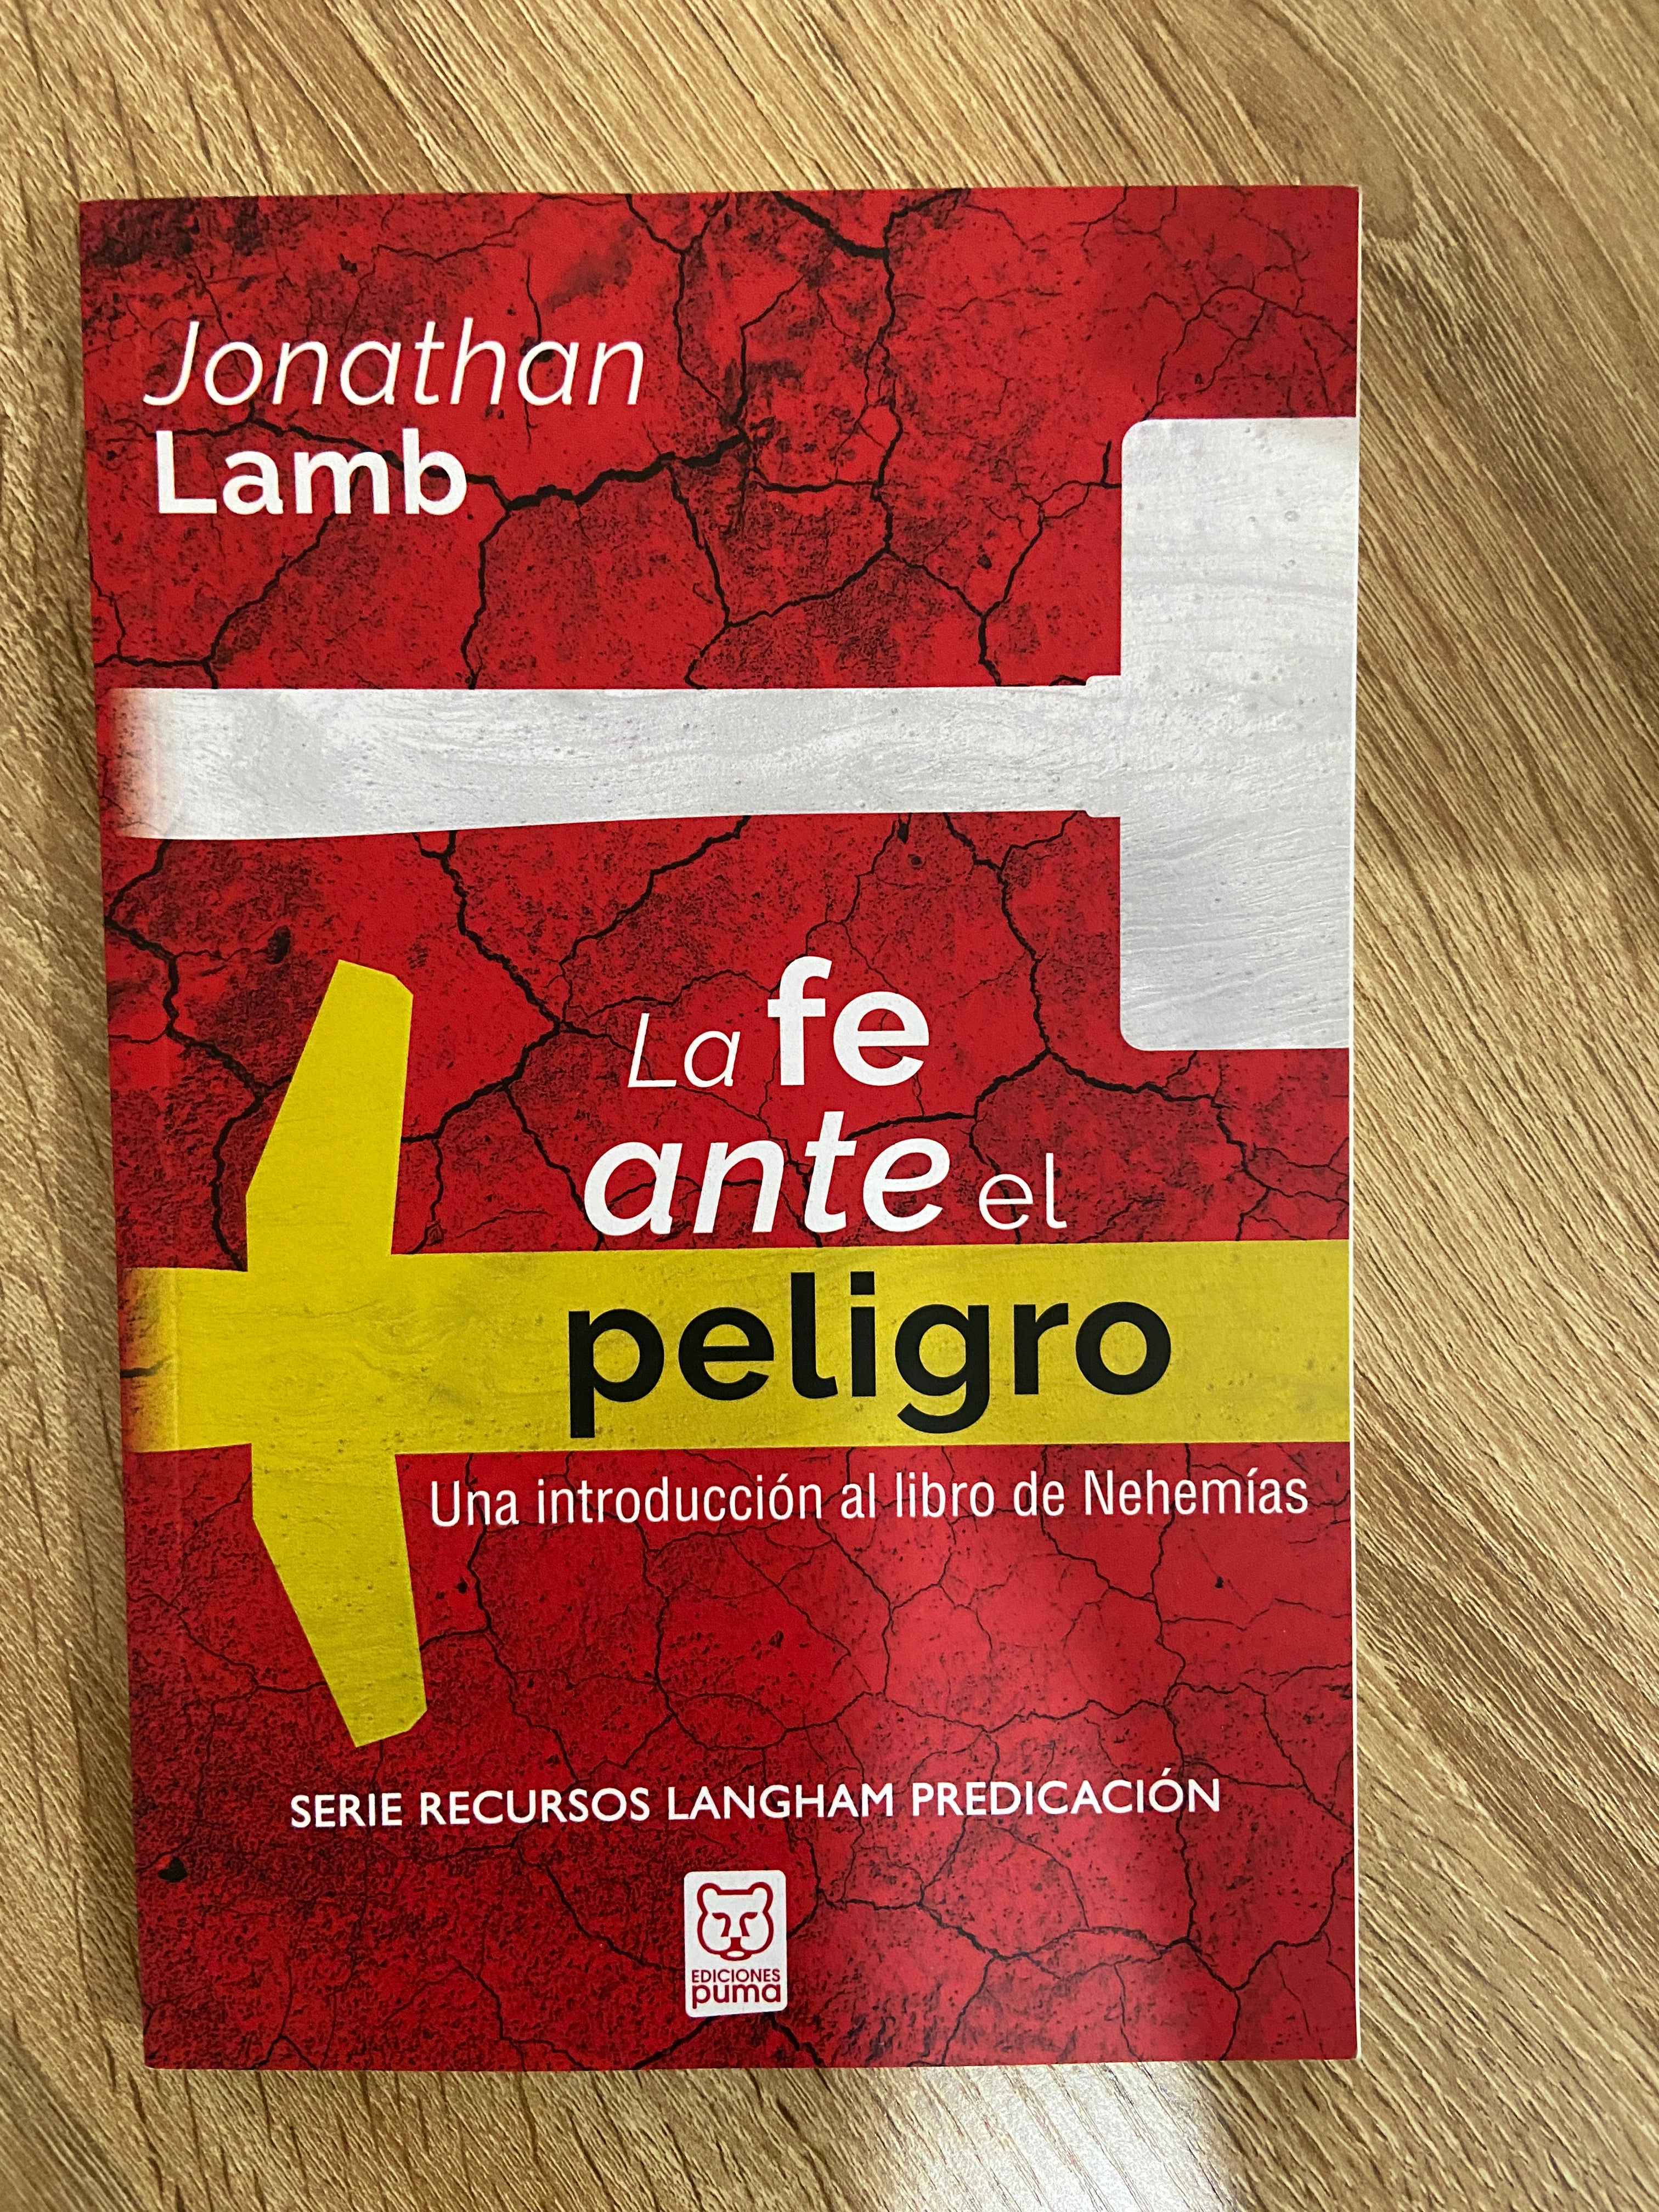 Jonathan
Lamb
La fe
ante el
peligro
Una introducción al libro de Nehemías
SERIE RECURSOS LANGHAM PREDICACIÓN
EDICIONES
puma